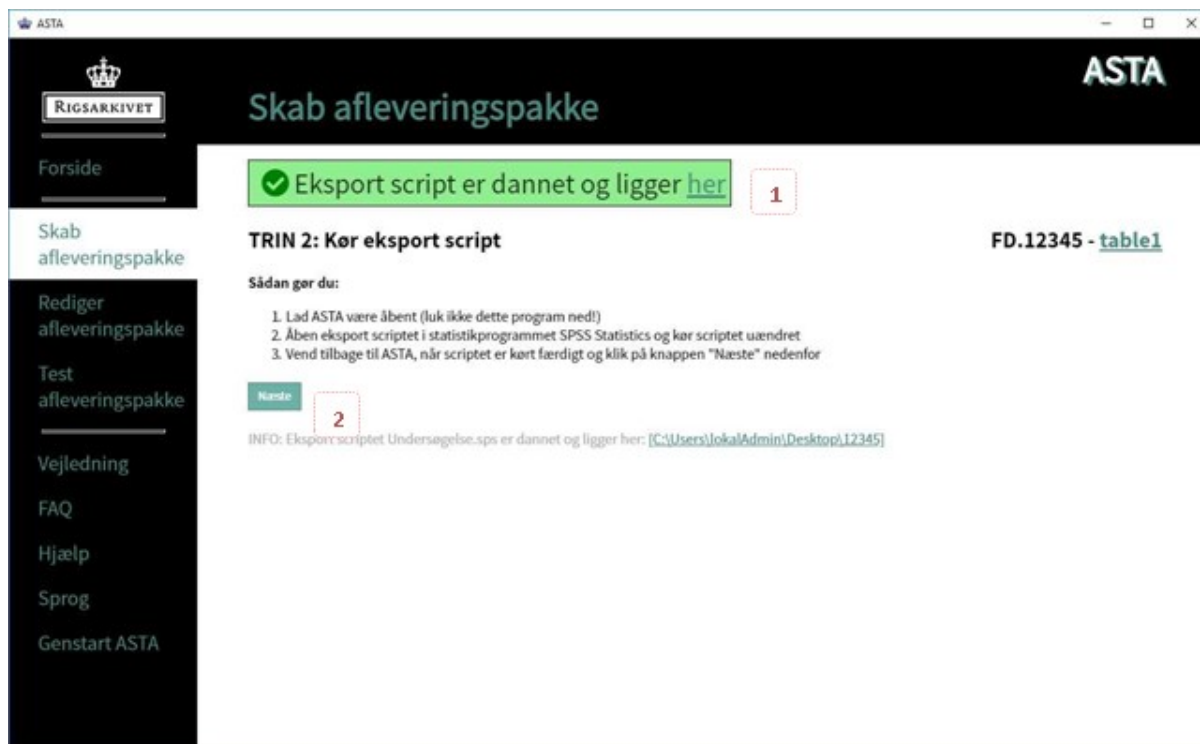 ASTA
RIGSARKIVET
ASTA
Skab afleveringspakke
Forside
Skab
afleveringspakke
Rediger
afleveringspakke
Test
afleveringspakke
Vejledning
FAQ
Hjælp
Sprog
Genstart ASTA
Eksport script er dannet og ligger her
1
TRIN 2: Kør eksport script
FD.12345 - table1
Sådan gør du:
1. Lad ASTA være åbent (luk ikke dette program ned!)
2. Åben eksport scriptet i statistikprogrammet SPSS Statistics og kør scriptet uændret
3. Vend tilbage til ASTA, når scriptet er kørt færdigt og klik på knappen "Næste" nedenfor
Næste
2
INFO: Eksport scriptet Undersøgelse.sps er dannet og ligger her: [C:\Users\lokalAdmin\Desktop\12345]